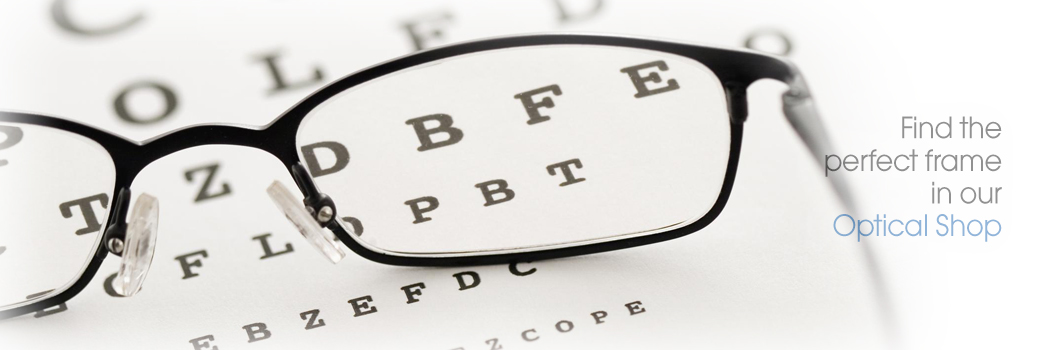 C
F D
O L E D O
D B F E
T Z
P B T
O F L D
E B Z F E D C
Z C O P E
Find the
perfect frame
in our
Optical Shop